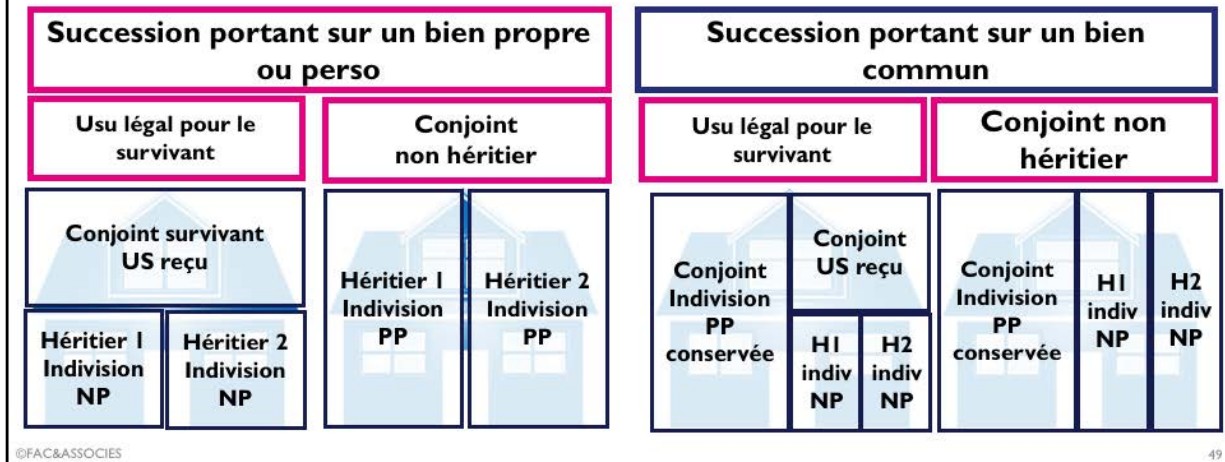 Succession portant sur un bien propre
ou perso
Succession portant sur un bien
commun
Usu légal pour le
survivant
Conjoint
non héritier
Usu légal pour le
survivant
Conjoint non
héritier
Conjoint survivant
US reçu
Héritier 1
Indivision
NP
Héritier 2
Indivision
NP
Héritier 1
Indivision
PP
Héritier 2
Indivision
PP
Conjoint
Indivision
PP
conservée
Conjoint
US reçu
H1
indiv
NP
H2
indiv
NP
Conjoint
Indivision
PP
conservée
H1
indiv
NP
H2
indiv
NP
©FAC&ASSOCIES
49